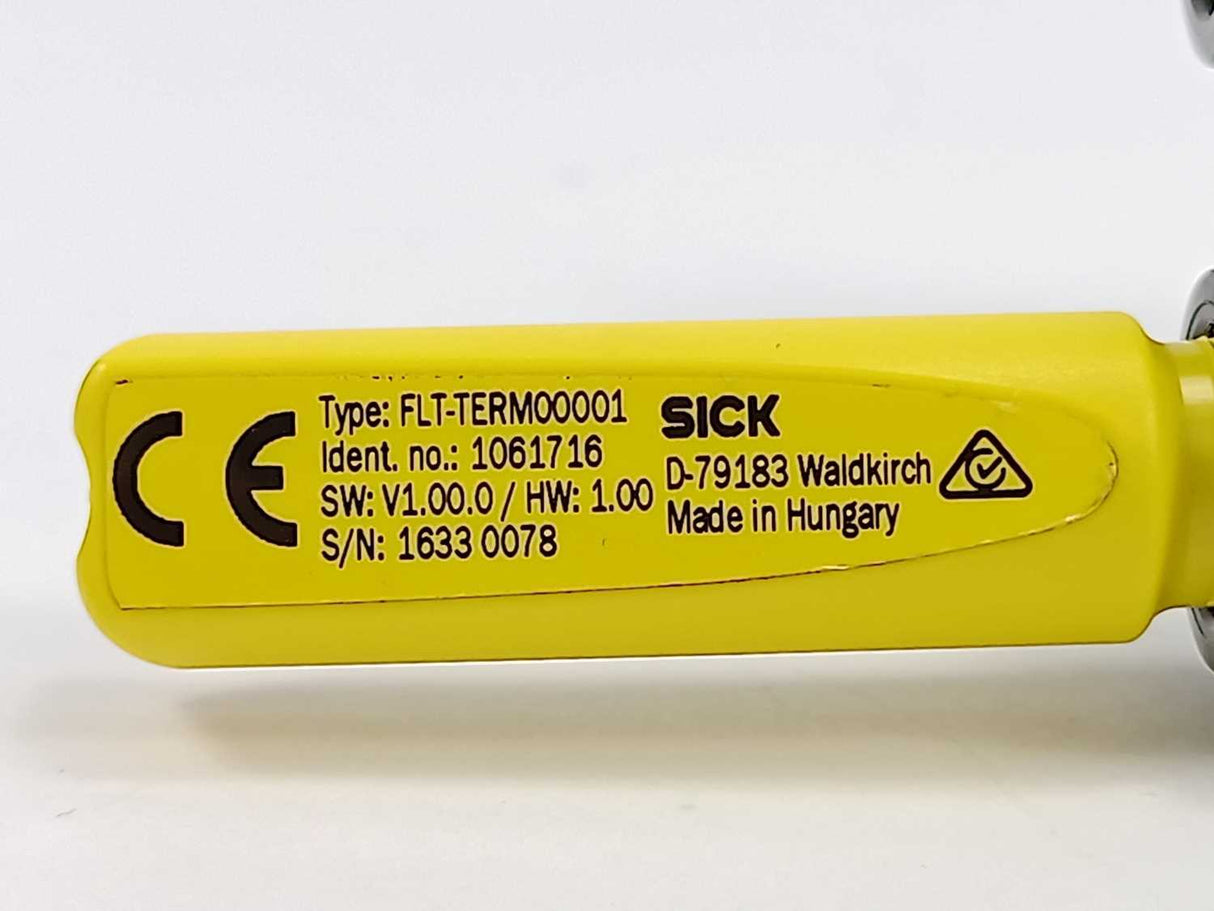 CE
Type: FLT-TERM00001
Ident. no.: 1061716
SW: V1.00.0 / HW: 1.00
S/N: 1633 0078
SICK
D-79183 Waldkirch
Made in Hungary